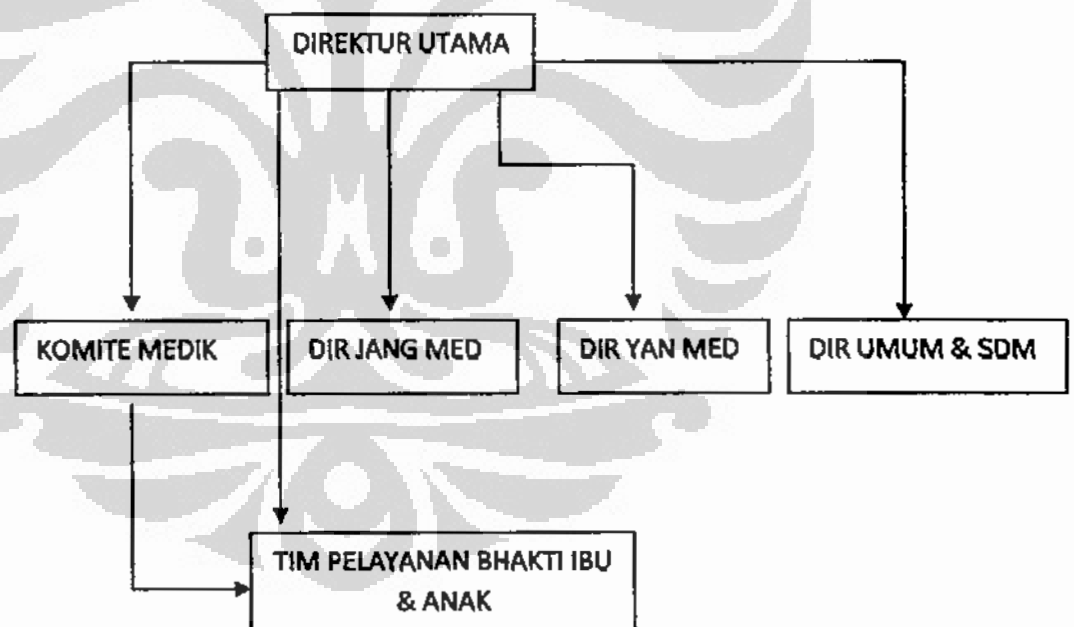 DIREKTUR UTAMA
KOMITE MEDIK
DIR JANG MED
DIR YAN MED
DIR UMUM & SDM
TIM PELAYANAN BHAKTI IBU
& ANAK